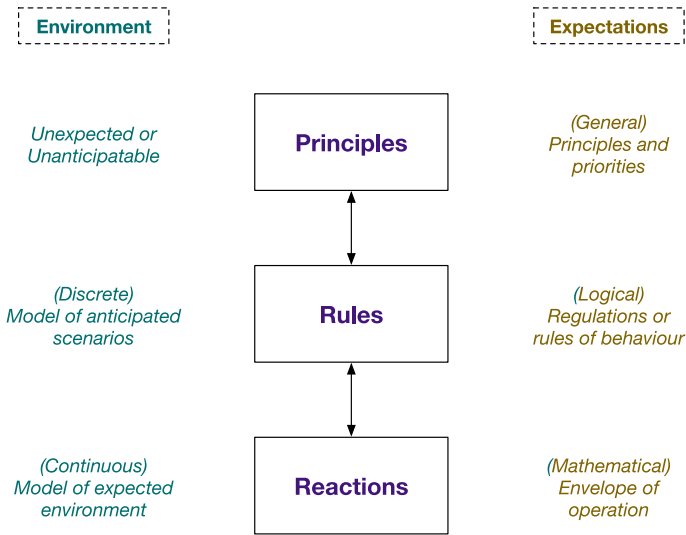 Environment
Expectations
Unexpected or
Unanticipatable
Principles
(General)
Principles and
priorities
(Discrete)
Model of anticipated
scenarios
Rules
(Logical)
Regulations or
rules of behaviour
(Continuous)
Model of expected
environment
Reactions
(Mathematical)
Envelope of
operation